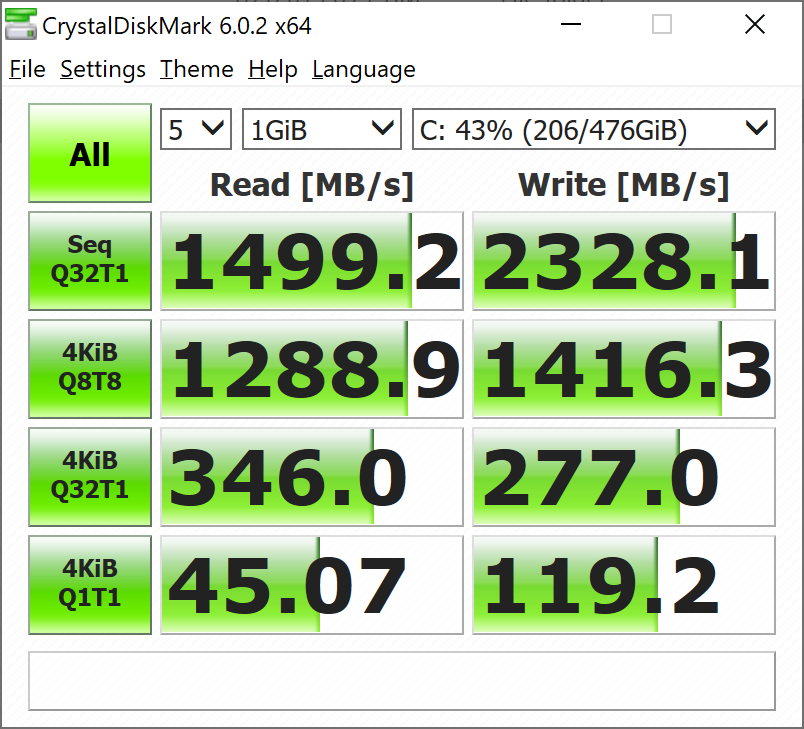 CrystalDiskMark 6.0.2 x64
File Settings Theme Help Language
All 5 1GiB C: 43% (206/476GiB)
Read [MB/s] Write [MB/s]
Seq
Q32T1 1499.2 2328.1
4KiB
Q8T8 1288.9 1416.3
4KiB
Q32T1 346.0 277.0
4KiB
Q1T1 45.07 119.2